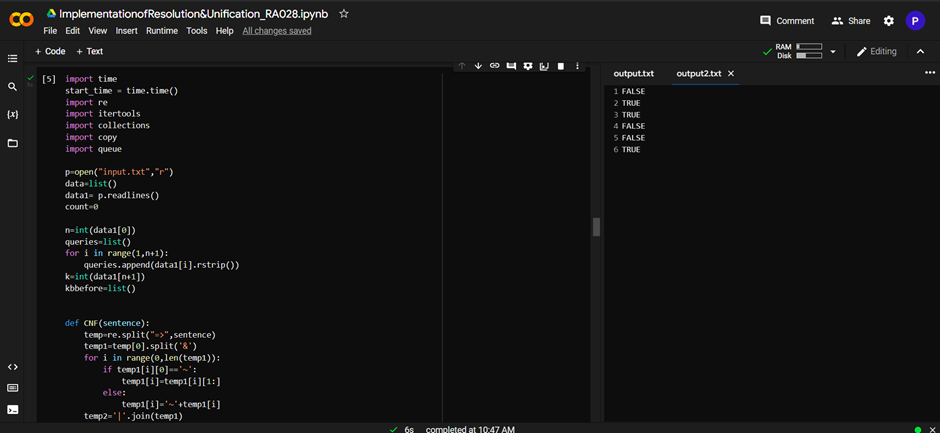 ImplementationofResolution&Unification_RA028.ipynb
Comment Share P
File Edit View Insert Runtime Tools Help All changes saved
+ Code + Text
RAM
Disk
Editing
[5] import time
start_time = time.time()
import re
import itertools
import collections
import copy
import queue
p=open("input.txt","r")
data=list()
data1= p.readlines()
count=0
n=int(data1[0])
queries=list()
for i in range(1,n+1):
queries.append(data1[i].rstrip())
k=int(data1[n+1])
kbbefore=list()
def CNF(sentence):
temp=re.split("=>",sentence)
temp1=temp[0].split('&')
for i in range(0,len(temp1)):
if temp1[i][0]=='~':
temp1[i]=temp1[i][1:]
else:
temp1[i]='~'+temp1[i]
temp2='|'.join(temp1)
output.txt output2.txt
1 FALSE
2 TRUE
3 TRUE
4 FALSE
5 FALSE
6 TRUE
6s completed at 10:47 AM